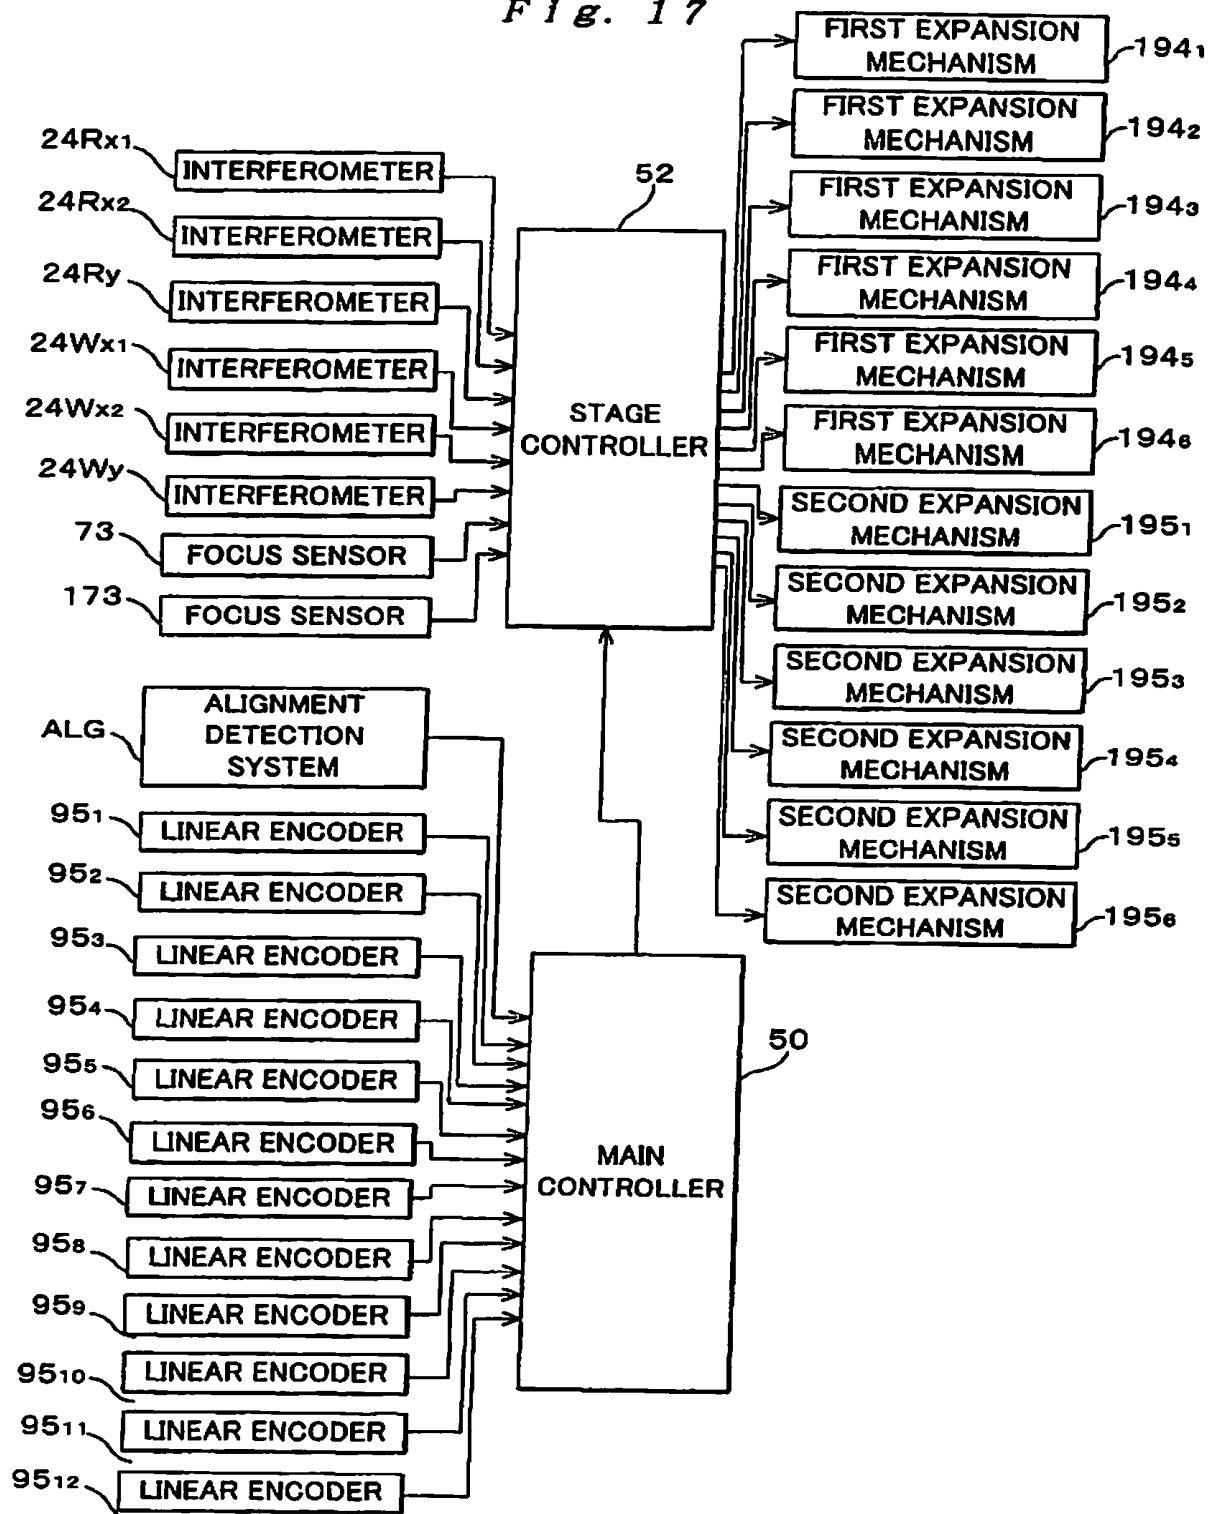 Fig. 17
24Rx1
INTERFEROMETER
24Rx2
INTERFEROMETER
24Ry
INTERFEROMETER
24Wx1
INTERFEROMETER
24Wx2
INTERFEROMETER
24Wy
INTERFEROMETER
73
FOCUS SENSOR
173
FOCUS SENSOR
52
STAGE
CONTROLLER
FIRST EXPANSION
MECHANISM
194₁
FIRST EXPANSION
MECHANISM
194₂
FIRST EXPANSION
MECHANISM
194₃
FIRST EXPANSION
MECHANISM
194₄
FIRST EXPANSION
MECHANISM
194₅
FIRST EXPANSION
MECHANISM
194₆
SECOND EXPANSION
MECHANISM
195₁
SECOND EXPANSION
MECHANISM
195₂
SECOND EXPANSION
MECHANISM
195₃
SECOND EXPANSION
MECHANISM
195₄
SECOND EXPANSION
MECHANISM
195₅
SECOND EXPANSION
MECHANISM
195₆
ALG
ALIGNMENT
DETECTION
SYSTEM
95₁
LINEAR ENCODER
95₂
LINEAR ENCODER
95₃
LINEAR ENCODER
95₄
LINEAR ENCODER
95₅
LINEAR ENCODER
95₆
LINEAR ENCODER
95₇
LINEAR ENCODER
95₈
LINEAR ENCODER
95₉
LINEAR ENCODER
95₁₀
LINEAR ENCODER
95₁₁
LINEAR ENCODER
95₁₂
LINEAR ENCODER
50
MAIN
CONTROLLER